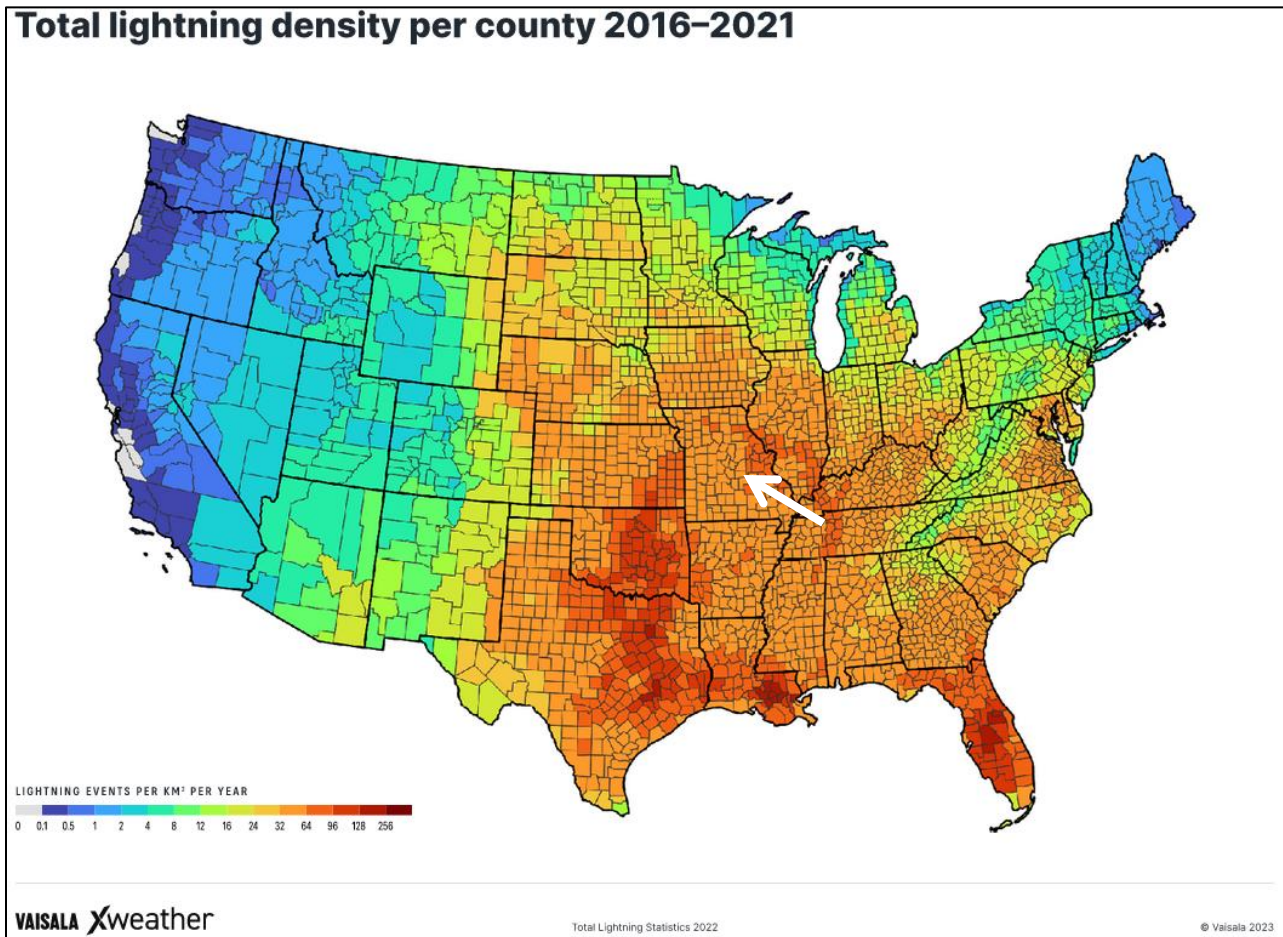 Total lightning density per county 2016–2021
LIGHTNING EVENTS PER KM² PER YEAR
0 0.1 0.5 1 2 4 8 12 16 24 32 64 96 128 256
VAISALA Xweather
Total Lightning Statistics 2022
© Vaisala 2023